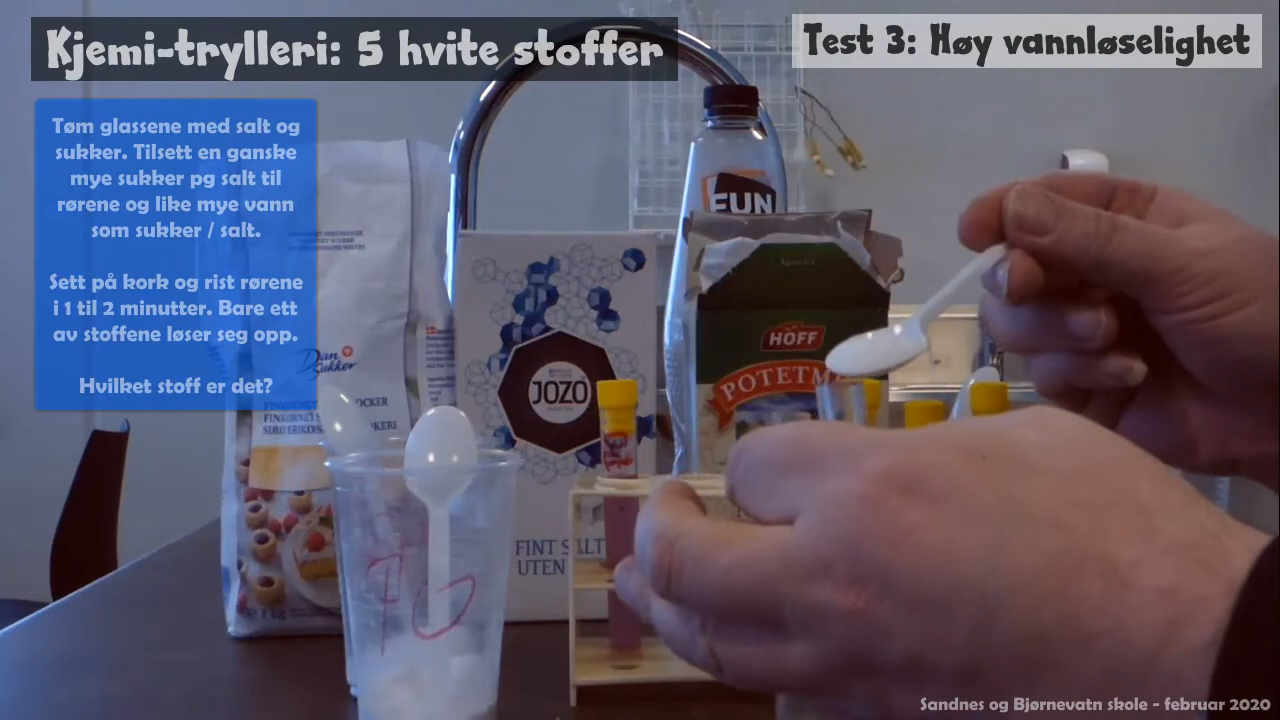 Kjemi-trylleri: 5 hvite stoffer
Test 3: Høy vannløselighet
Tøm glassene med salt og
sukker. Tilsett en ganske
mye sukker pg salt til
rørene og like mye vann
som sukker / salt.
Sett på kork og rist rørene
i 1 til 2 minutter. Bare ett
av stoffene løser seg opp.
Hvilket stoff er det?
FUN
HOFF
POTETM
Dan
Sukker
JOZO
FINT SALT
UTEN
Sandnes og Bjørnevatn skole - februar 2020